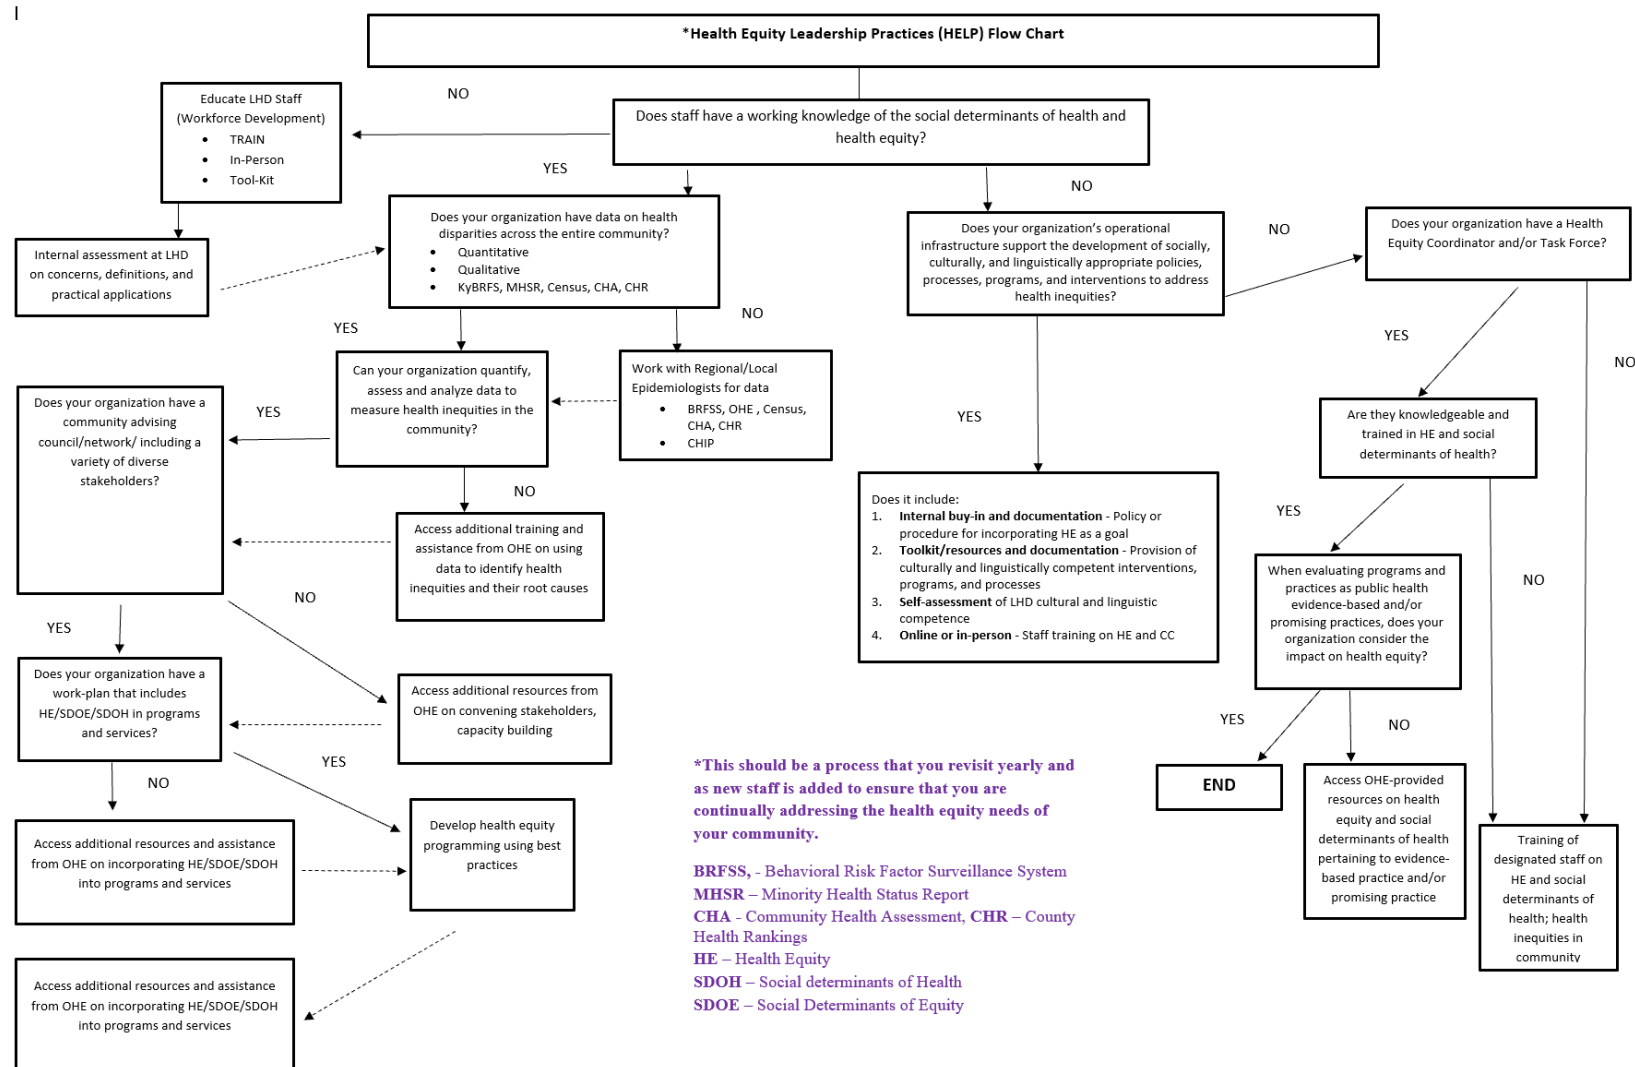 *Health Equity Leadership Practices (HELP) Flow Chart
Does staff have a working knowledge of the social determinants of health and
health equity?
NO
Educate LHD Staff
(Workforce Development)
• TRAIN
• In-Person
• Tool-Kit
Internal assessment at LHD
on concerns, definitions, and
practical applications
YES
Does your organization have data on health
disparities across the entire community?
• Quantitative
• Qualitative
• KyBRFS, MHSR, Census, CHA, CHR
NO
Does your organization's operational
infrastructure support the development of socially,
culturally, and linguistically appropriate policies,
processes, programs, and interventions to address
health inequities?
NO
Does your organization have a Health
Equity Coordinator and/or Task Force?
YES
Can your organization quantify,
assess and analyze data to
measure health inequities in the
community?
NO
Work with Regional/Local
Epidemiologists for data
• BRFSS, OHE , Census,
CHA, CHR
• CHIP
YES
Does your organization have a
community advising
council/network/ including a
variety of diverse
stakeholders?
NO
Access additional training and
assistance from OHE on using
data to identify health
inequities and their root causes
YES
Does your organization have a
work-plan that includes
HE/SDOE/SDOH in programs
and services?
NO
Access additional resources from
OHE on convening stakeholders,
capacity building
NO
Access additional resources and assistance
from OHE on incorporating HE/SDOE/SDOH
into programs and services
YES
Develop health equity
programming using best
practices
Access additional resources and assistance
from OHE on incorporating HE/SDOE/SDOH
into programs and services
YES
Does it include:
1. Internal buy-in and documentation - Policy or
procedure for incorporating HE as a goal
2. Toolkit/resources and documentation - Provision of
culturally and linguistically competent interventions,
programs, and processes
3. Self-assessment of LHD cultural and linguistic
competence
4. Online or in-person - Staff training on HE and CC
YES
NO
Are they knowledgeable and
trained in HE and social
determinants of health?
YES
NO
When evaluating programs and
practices as public health
evidence-based and/or
promising practices, does your
organization consider the
impact on health equity?
YES
NO
END
Access OHE-provided
resources on health
equity and social
determinants of health
pertaining to evidence-
based practice and/or
promising practice
Training of
designated staff on
HE and social
determinants of
health; health
inequities in
community
*This should be a process that you revisit yearly and
as new staff is added to ensure that you are
continually addressing the health equity needs of
your community.
BRFSS, - Behavioral Risk Factor Surveillance System
MHSR – Minority Health Status Report
CHA - Community Health Assessment, CHR – County
Health Rankings
HE – Health Equity
SDOH – Social determinants of Health
SDOE – Social Determinants of Equity